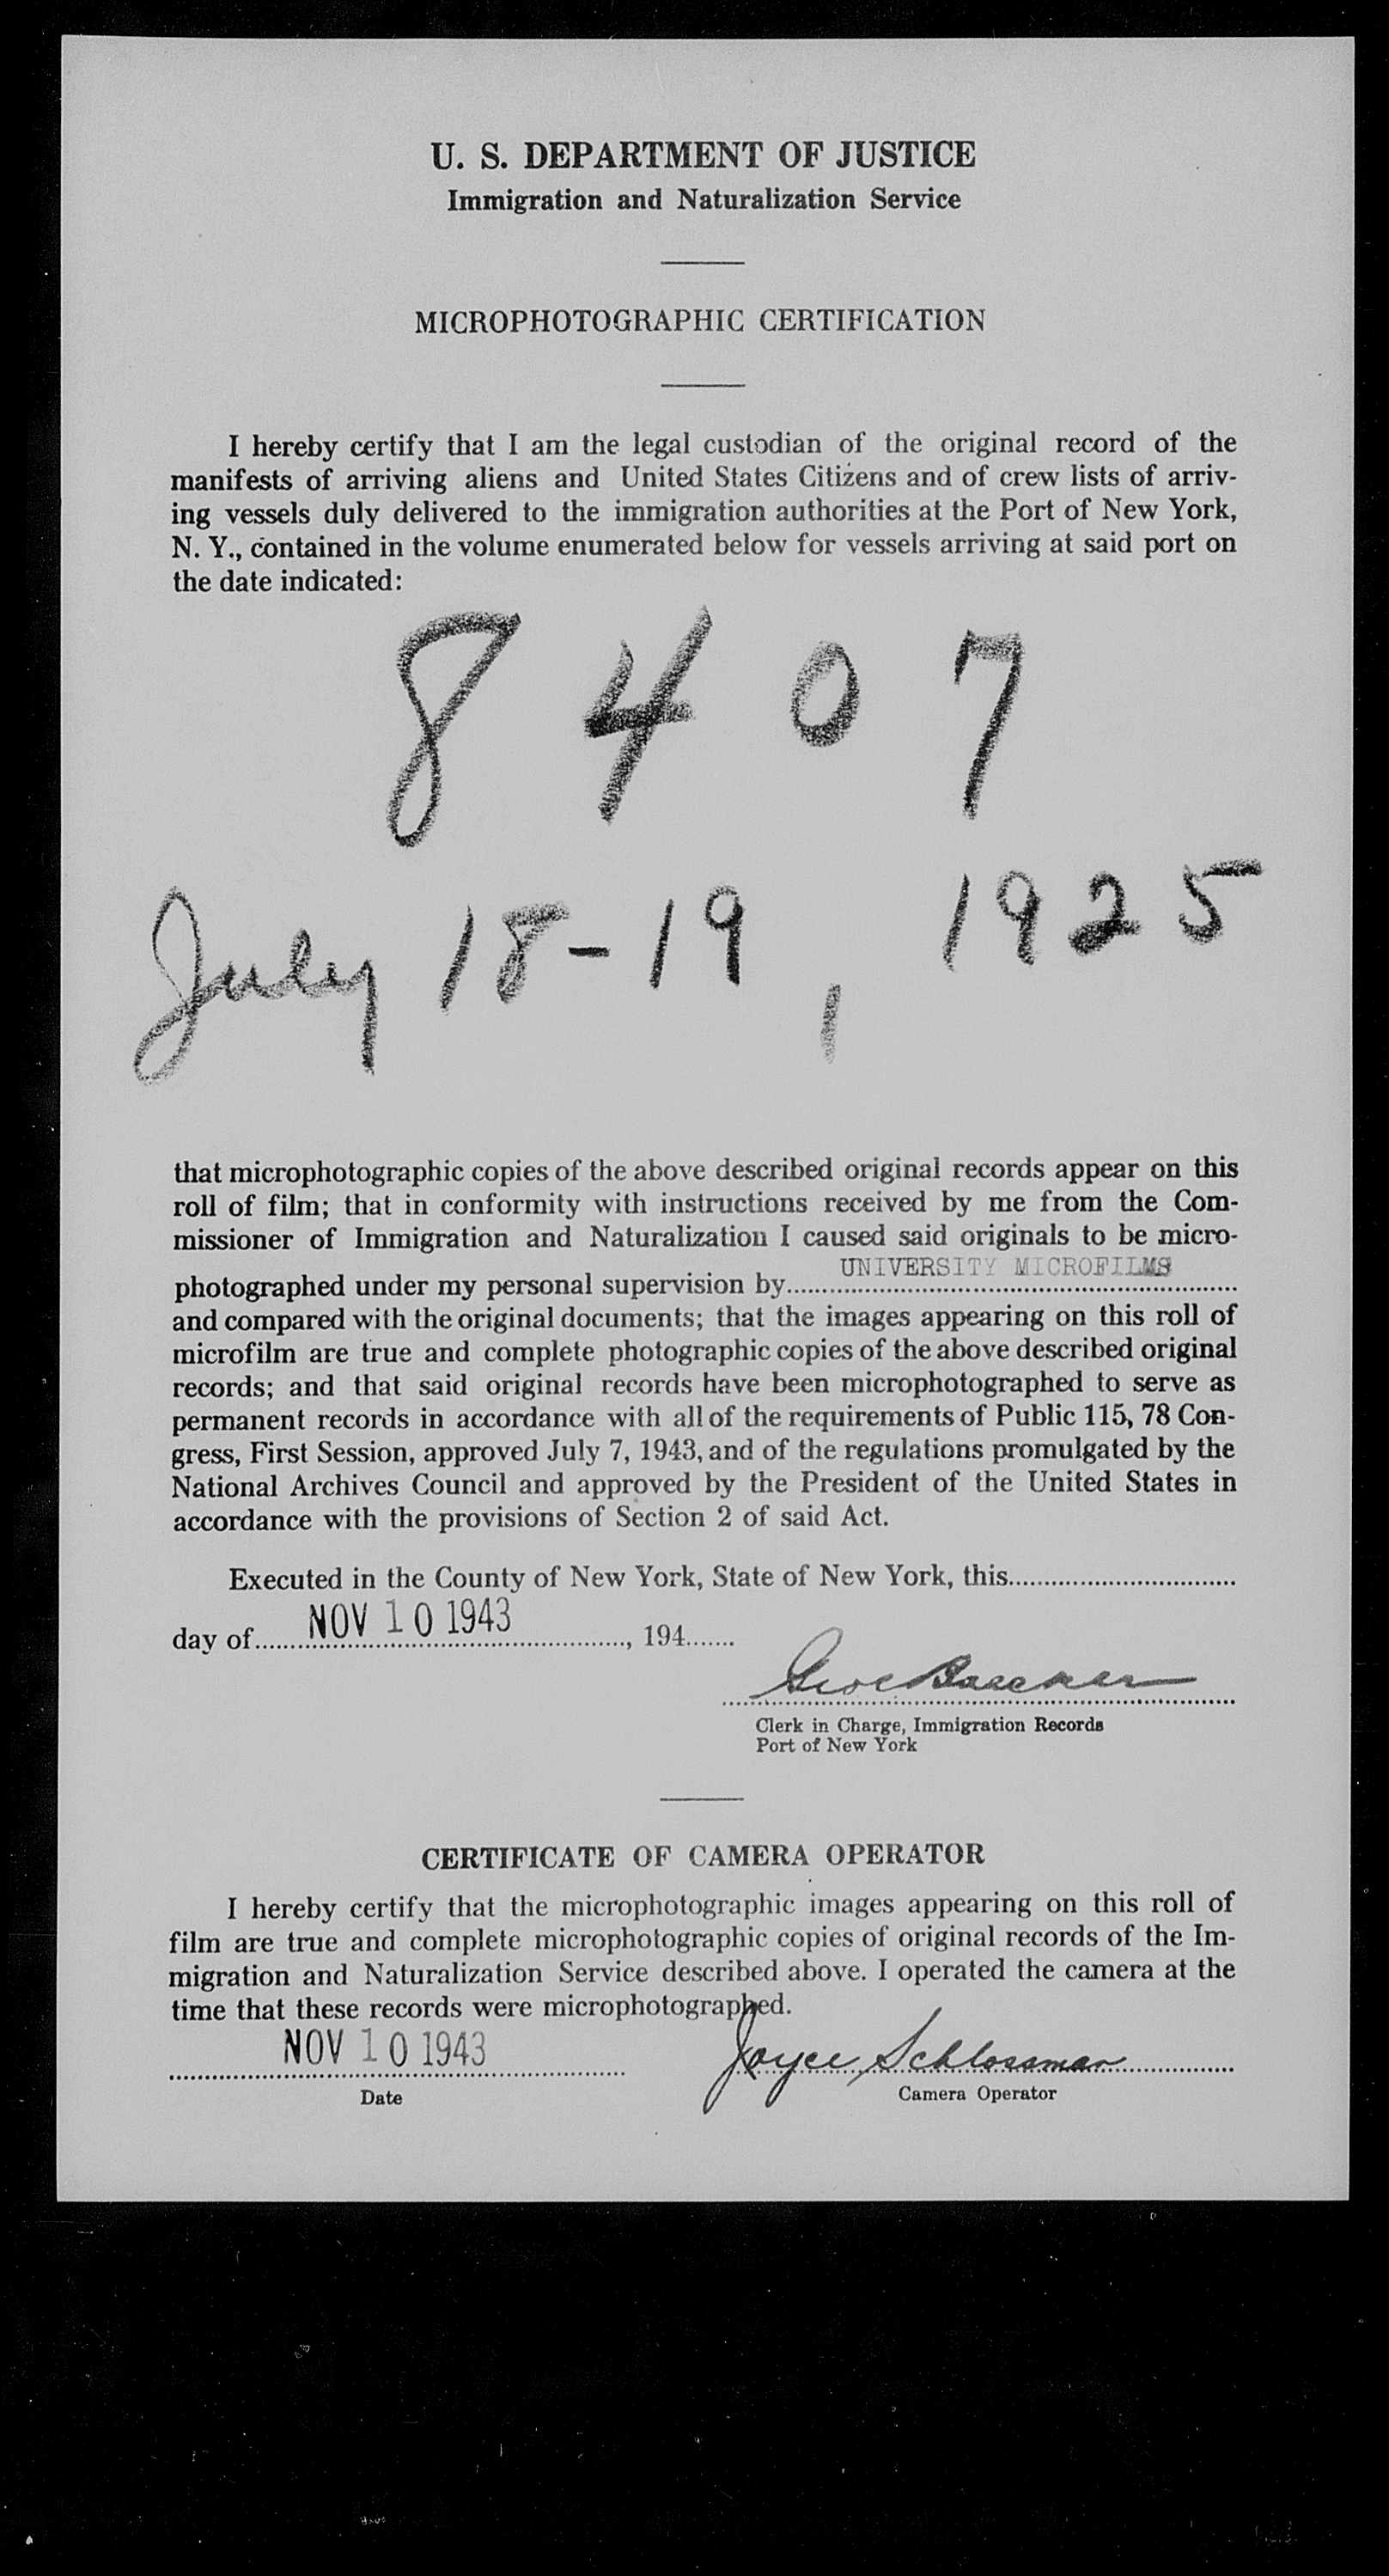 U. S. DEPARTMENT OF JUSTICE
Immigration and Naturalization Service
MICROPHOTOGRAPHIC CERTIFICATION
I hereby certify that I am the legal custodian of the original record of the
manifests of arriving aliens and United States Citizens and of crew lists of arriv-
ing vessels duly delivered to the immigration authorities at the Port of New York,
N. Y., contained in the volume enumerated below for vessels arriving at said port on
the date indicated:
8 4 0 7
July 18-19, 1925
that microphotographic copies of the above described original records appear on this
roll of film; that in conformity with instructions received by me from the Com-
missioner of Immigration and Naturalization I caused said originals to be micro-
photographed under my personal supervision by UNIVERSITY MICROFILMS
and compared with the original documents; that the images appearing on this roll of
microfilm are true and complete photographic copies of the above described original
records; and that said original records have been microphotographed to serve as
permanent records in accordance with all of the requirements of Public 115, 78 Con-
gress, First Session, approved July 7, 1943, and of the regulations promulgated by the
National Archives Council and approved by the President of the United States in
accordance with the provisions of Section 2 of said Act.
Executed in the County of New York, State of New York, this
day of NOV 10 1943, 194
Clerk in Charge, Immigration Records
Port of New York
CERTIFICATE OF CAMERA OPERATOR
I hereby certify that the microphotographic images appearing on this roll of
film are true and complete microphotographic copies of original records of the Im-
migration and Naturalization Service described above. I operated the camera at the
time that these records were microphotographed.
NOV 10 1943 Joyce Schlossman
Date Camera Operator